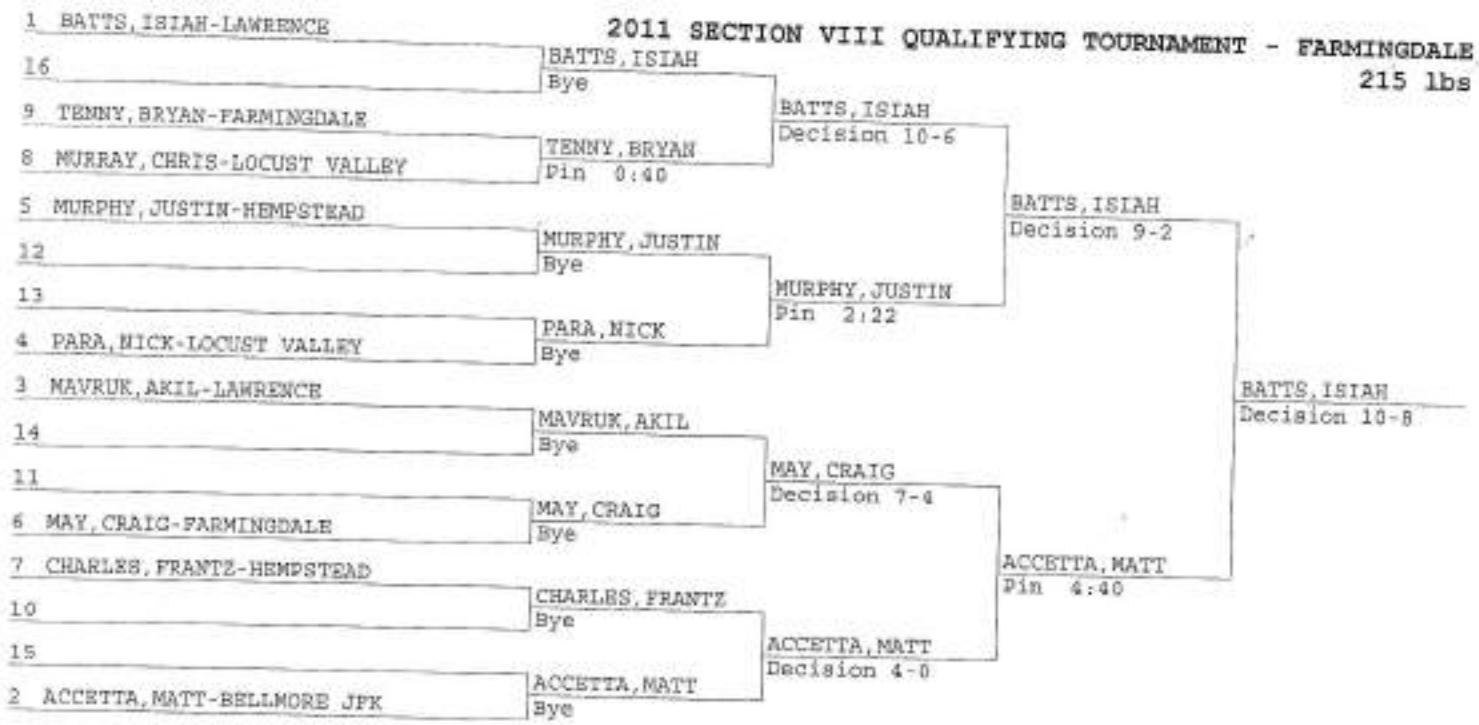 2011 SECTION VIII QUALIFYING TOURNAMENT - FARMINGDALE
215 lbs
1 BATTS,ISIAH-LAWRENCE
16
9 TENNY,BRYAN-FARMINGDALE
8 MURRAY,CHRIS-LOCUST VALLEY
5 MURPHY,JUSTIN-HEMPSTEAD
12
13
4 PARA,NICK-LOCUST VALLEY
3 MAVRUK,AKIL-LAWRENCE
14
11
6 MAY,CRAIG-FARMINGDALE
7 CHARLES,FRANTZ-HEMPSTEAD
10
15
2 ACCETTA,MATT-BELLMORE JFK
BATTS,ISIAH
Bye
TENNY,BRYAN
Pin 0:40
MURPHY,JUSTIN
Bye
PARA,NICK
Bye
MAVRUK,AKIL
Bye
MAY,CRAIG
Bye
CHARLES,FRANTZ
Bye
ACCETTA,MATT
Bye
BATTS,ISIAH
Decision 10-6
MURPHY,JUSTIN
Pin 2:22
MAY,CRAIG
Decision 7-4
ACCETTA,MATT
Decision 4-0
BATTS,ISIAH
Decision 9-2
ACCETTA,MATT
Pin 4:40
BATTS,ISIAH
Decision 10-8